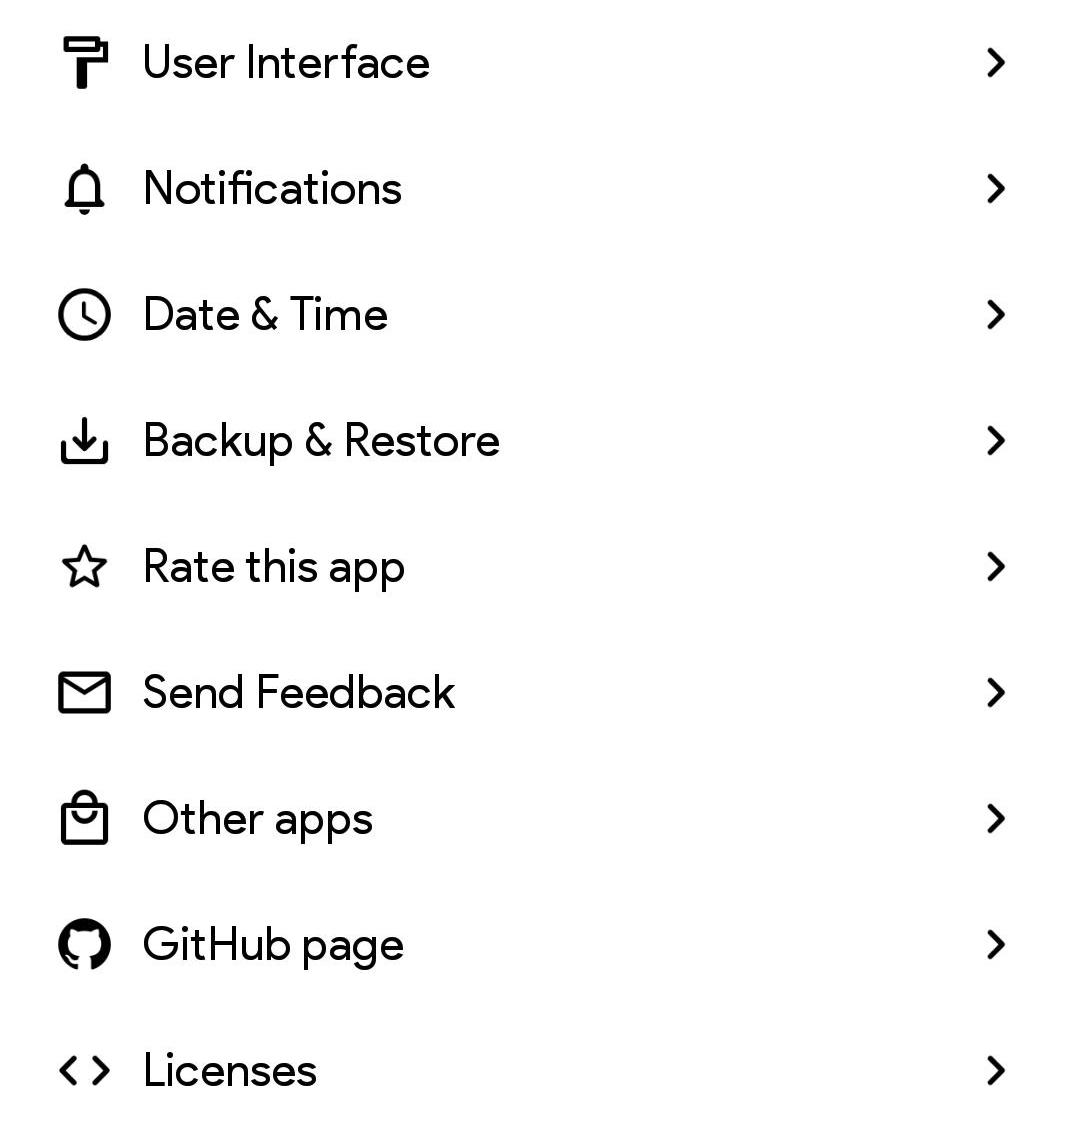 User Interface
Notifications
Date & Time
Backup & Restore
Rate this app
Send Feedback
Other apps
GitHub page
Licenses